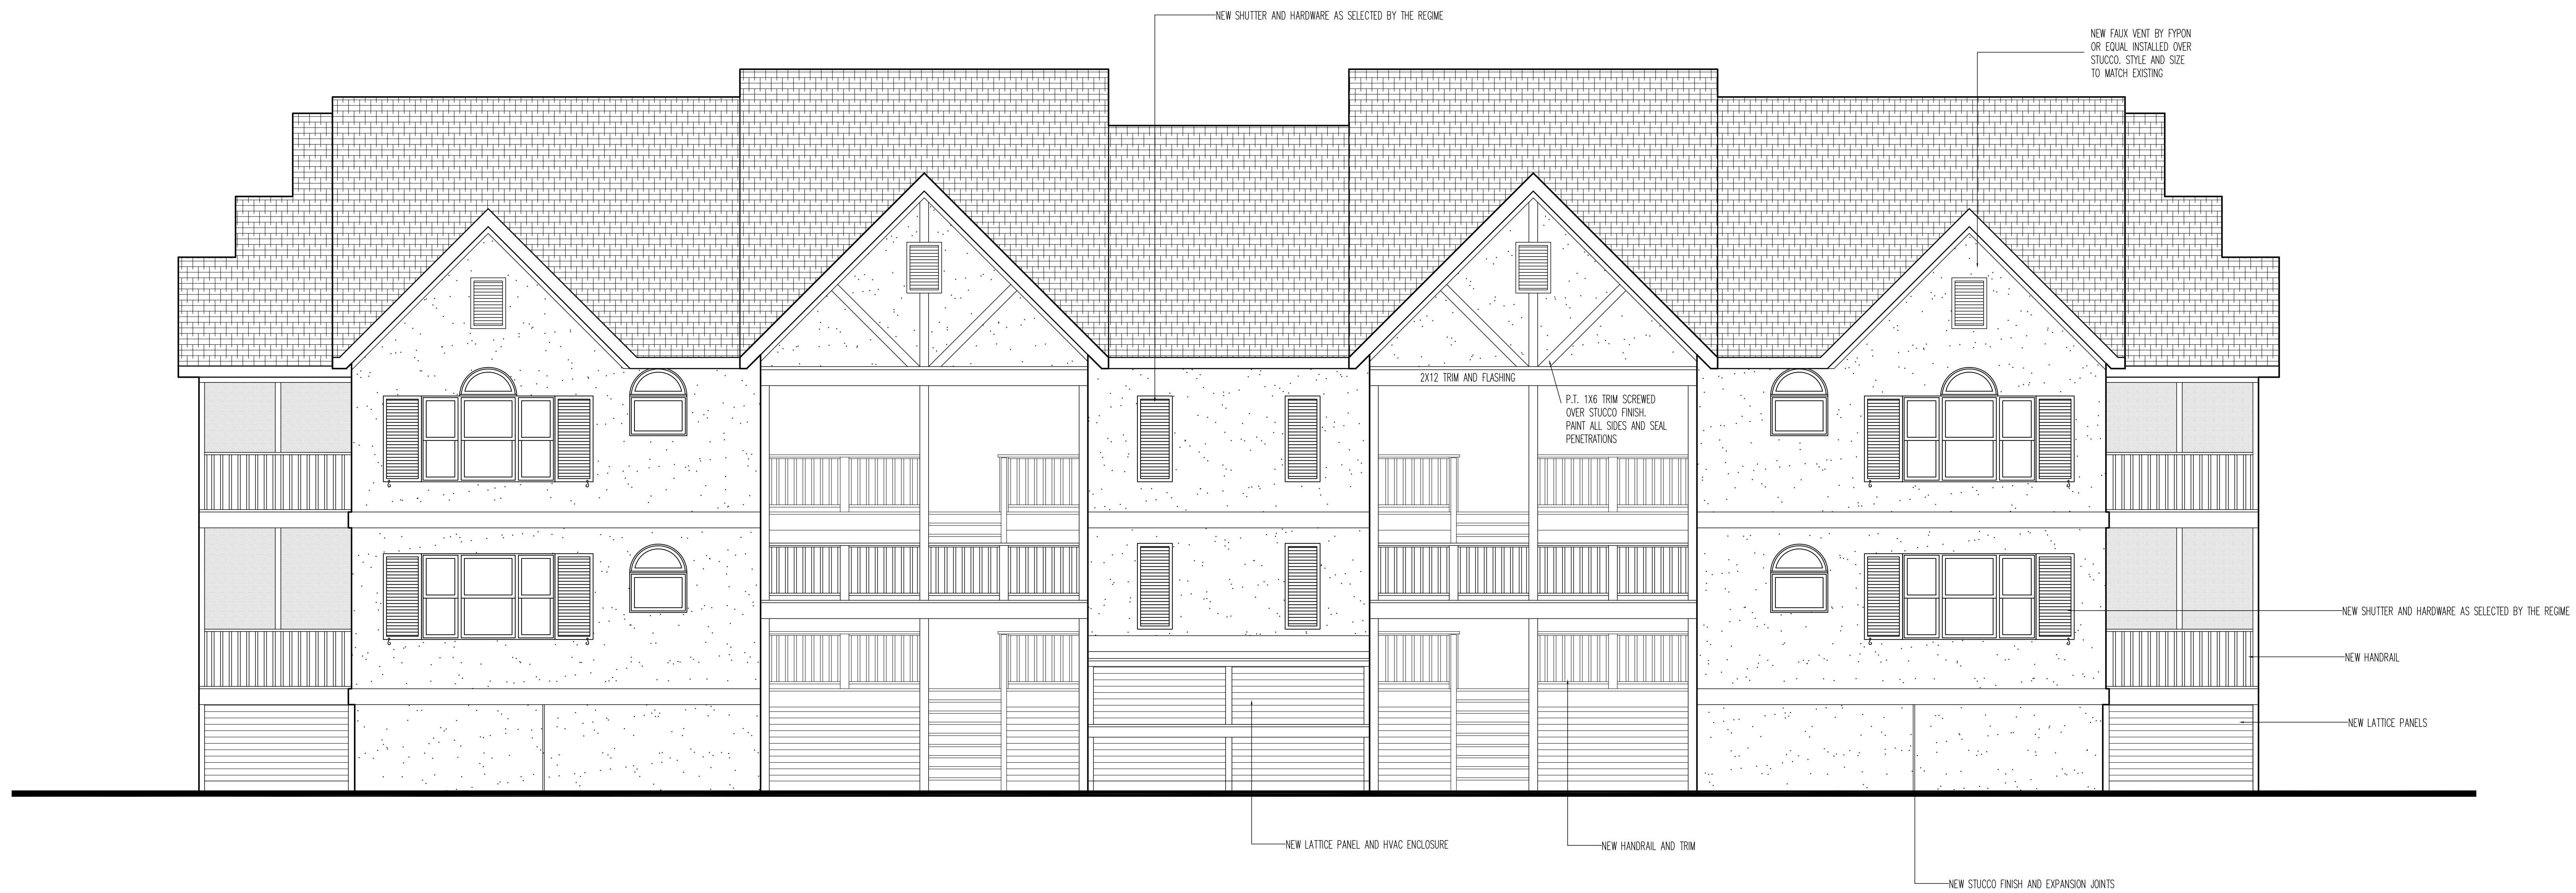 NEW SHUTTER AND HARDWARE AS SELECTED BY THE REGIME
NEW FAUX VENT BY FYPON
OR EQUAL INSTALLED OVER
STUCCO. STYLE AND SIZE
TO MATCH EXISTING
2X12 TRIM AND FLASHING
P.T. 1X6 TRIM SCREWED
OVER STUCCO FINISH.
PAINT ALL SIDES AND SEAL
PENETRATIONS
NEW SHUTTER AND HARDWARE AS SELECTED BY THE REGIME
NEW HANDRAIL
NEW LATTICE PANELS
NEW LATTICE PANEL AND HVAC ENCLOSURE
NEW HANDRAIL AND TRIM
NEW STUCCO FINISH AND EXPANSION JOINTS